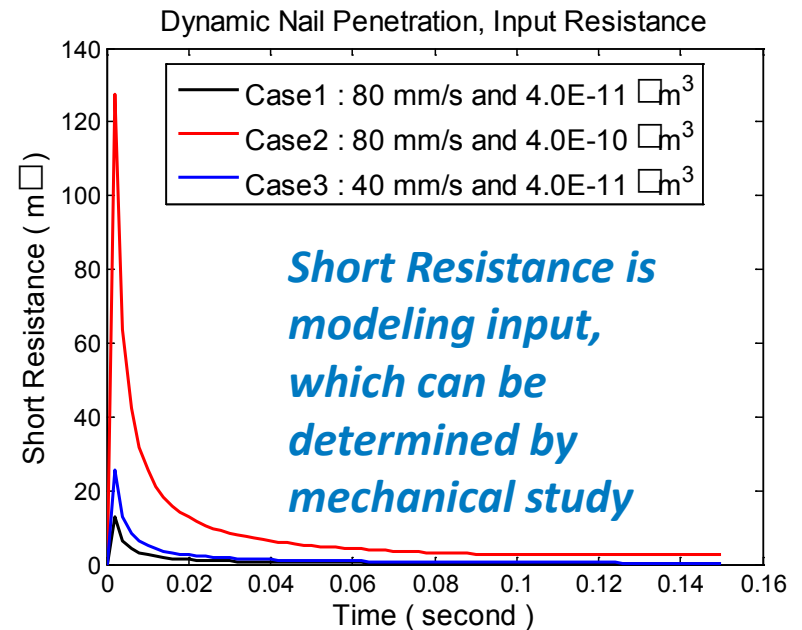 Dynamic Nail Penetration, Input Resistance
140
120
100
80
60
40
20
0
Short Resistance ( m□ )
Case1 : 80 mm/s and 4.0E-11 □m³
Case2 : 80 mm/s and 4.0E-10 □m³
Case3 : 40 mm/s and 4.0E-11 □m³
Short Resistance is
modeling input,
which can be
determined by
mechanical study
0 0.02 0.04 0.06 0.08 0.1 0.12 0.14 0.16
Time ( second )